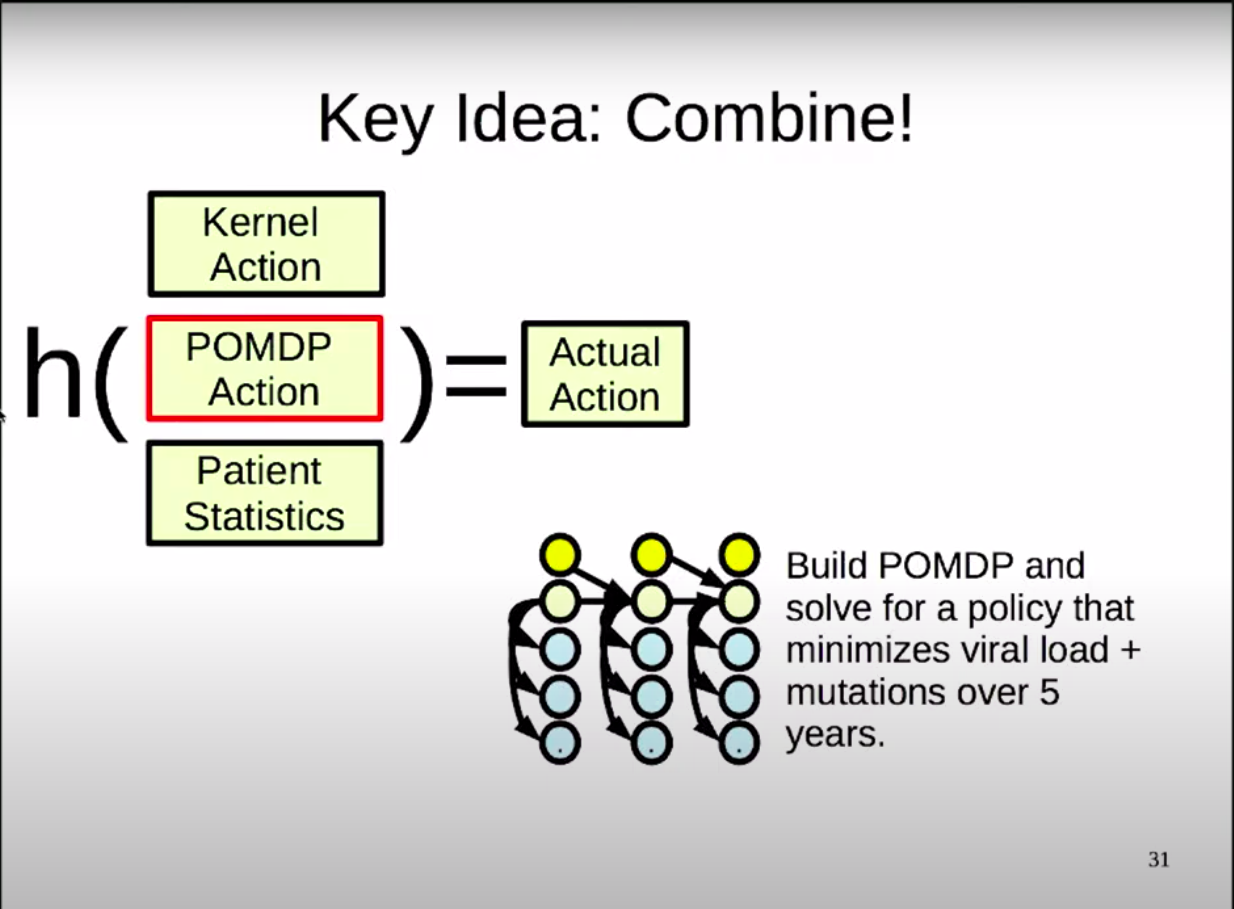 Key Idea: Combine!
Kernel
Action
h(
POMDP
Action
)=
Actual
Action
Patient
Statistics
Build POMDP and
solve for a policy that
minimizes viral load +
mutations over 5
years.
. . .
31